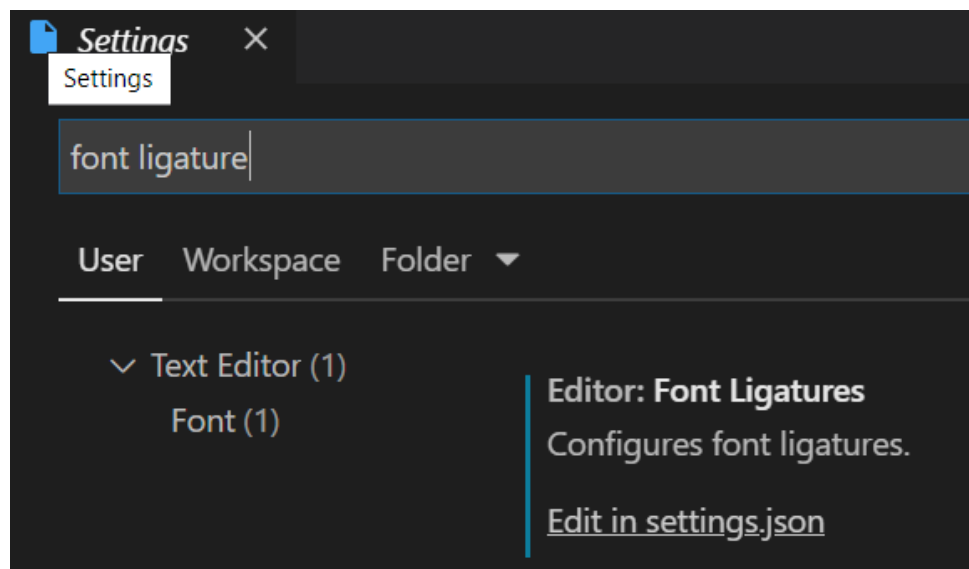 Settings
Settings
font ligature
User Workspace Folder
Text Editor (1)
Font (1)
Editor: Font Ligatures
Configures font ligatures.
Edit in settings.json